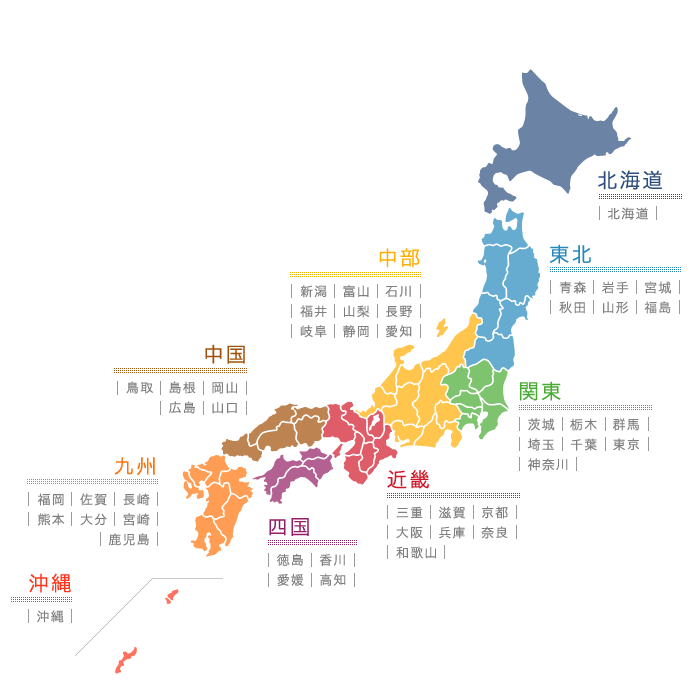 北海道
北海道
東北
青森 岩手 宮城
秋田 山形 福島
中部
新潟 富山 石川
福井 山梨 長野
岐阜 静岡 愛知
中国
鳥取 島根 岡山
広島 山口
関東
茨城 栃木 群馬
埼玉 千葉 東京
神奈川
九州
福岡 佐賀 長崎
熊本 大分 宮崎
鹿児島
近畿
三重 滋賀 京都
大阪 兵庫 奈良
和歌山
四国
徳島 香川
愛媛 高知
沖縄
沖縄